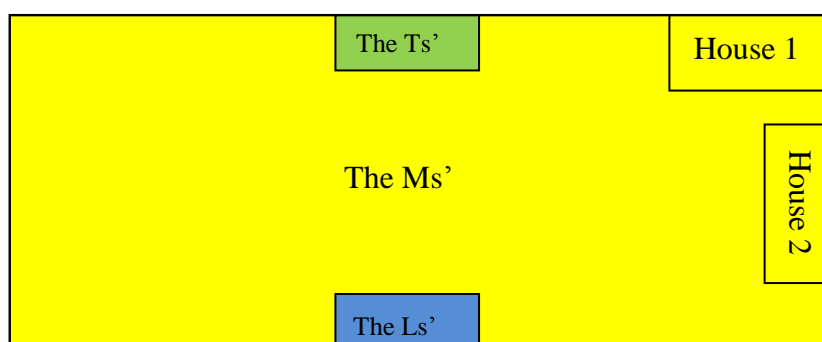 The Ts’
House 1
The Ms’
House 2
The Ls’